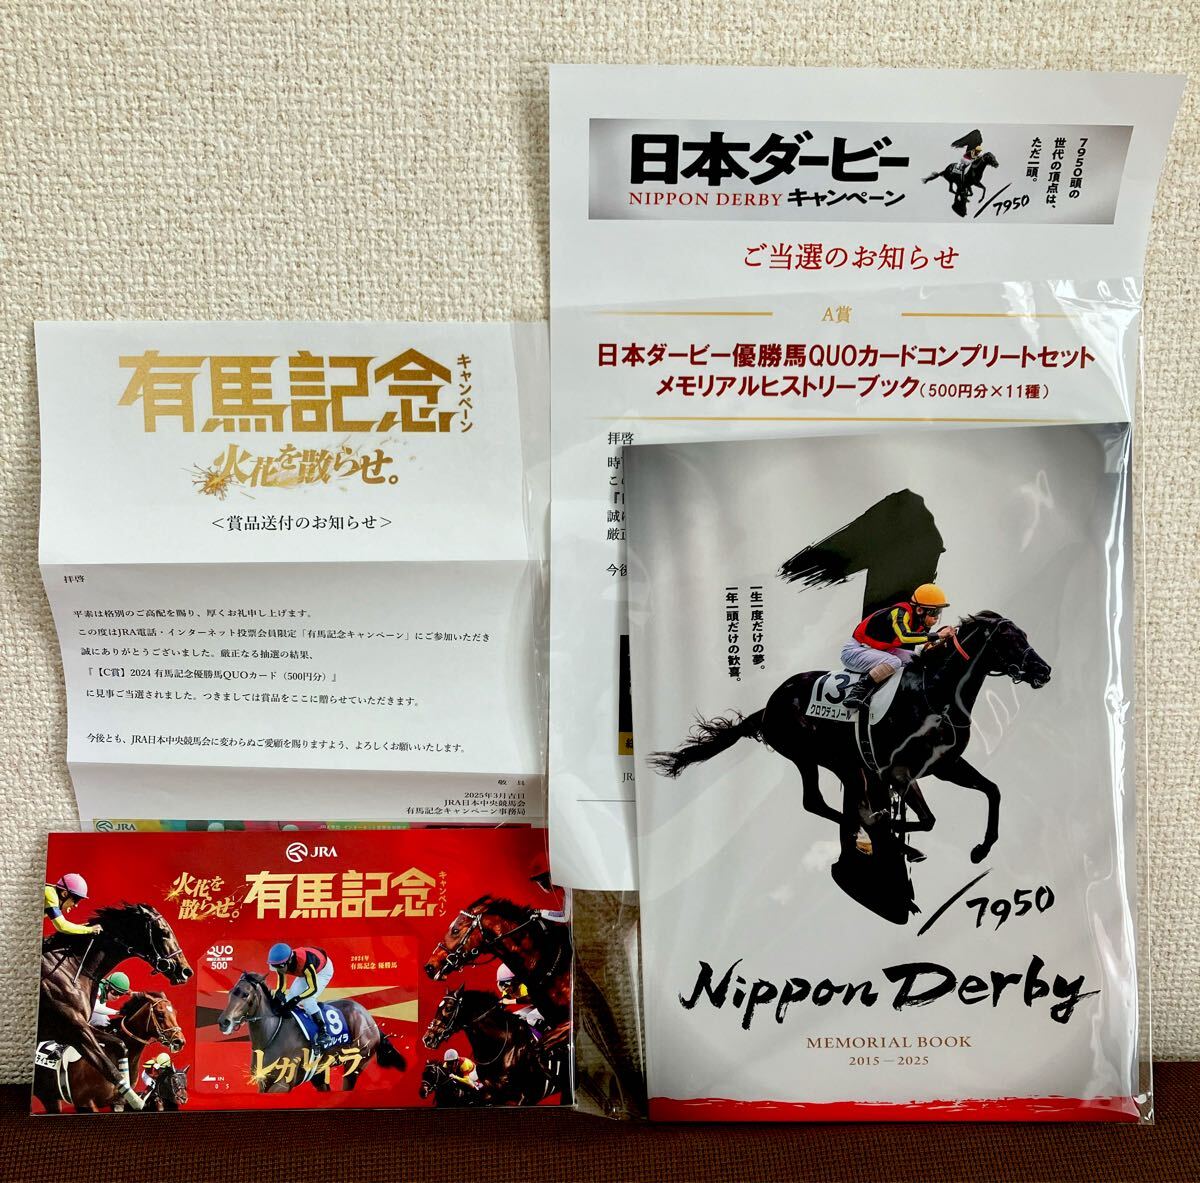 日本ダービー
NIPPON DERBY キャンペーン
7950頭の
世代の頂点は、
ただ一頭。
/7950
ご当選のお知らせ
A賞
日本ダービー優勝馬QUOカードコンプリートセット
メモリアルヒストリーブック(500円分×11種)
拝啓
今後
一生一度だけの夢。
一年一頭だけの歓喜。
13
クロワデュノール
/7950
Nippon Derby
MEMORIAL BOOK
2015—2025
有馬記念
キャンペーン
火花を散らせ。
<賞品送付のお知らせ>
拝啓
平素は格別のご高配を賜り、厚くお礼申し上げます。
この度はJRA電話・インターネット投票会員限定「有馬記念キャンペーン」にご参加いただき
誠にありがとうございました。厳正なる抽選の結果、
『【C賞】2024 有馬記念優勝馬QUOカード（500円分）』
に見事ご当選されました。つきましては賞品をここに贈らせていただきます。
今後とも、JRA日本中央競馬会に変わらぬご愛顧を賜りますよう、よろしくお願いいたします。
敬具
2025年3月吉日
JRA日本中央競馬会
有馬記念キャンペーン事務局
JRA
JRA
火花を
散らせ。
有馬記念
キャンペーン
QUO
500
2024年
有馬記念 優勝馬
8
レガレイラ
IN
05